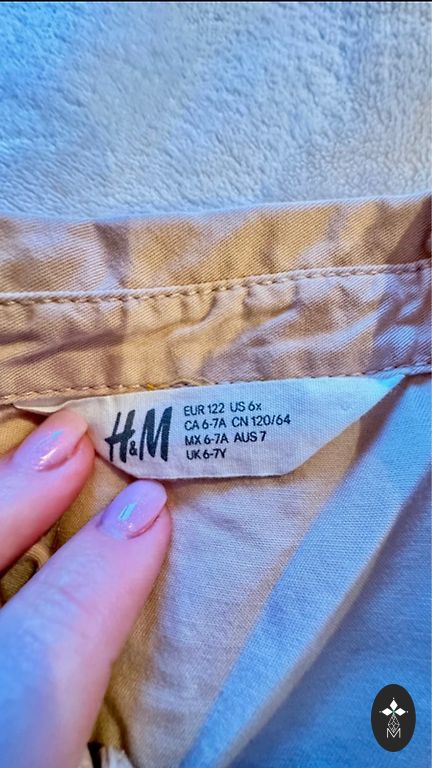 H&M
EUR 122 US 6x
CA 6-7A CN 120/64
MX 6-7A AUS 7
UK 6-7Y
M